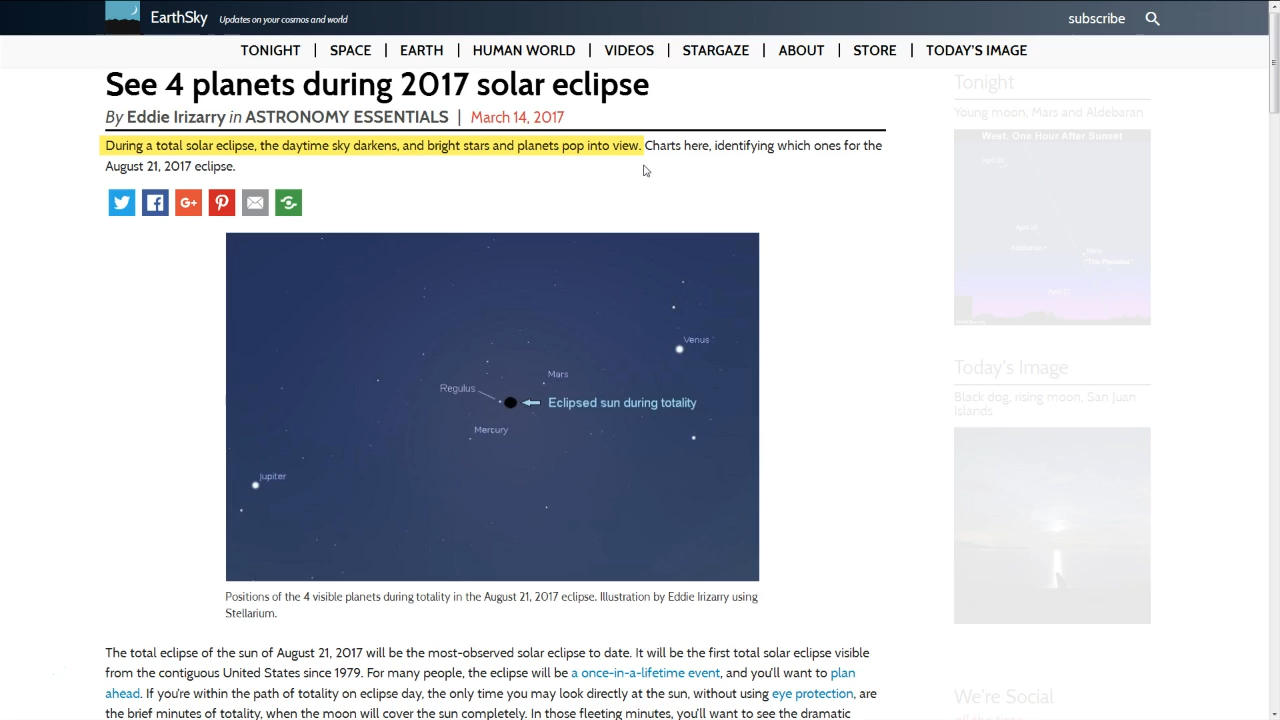 EarthSky Updates on your cosmos and world
subscribe
TONIGHT | SPACE | EARTH | HUMAN WORLD | VIDEOS | STARGAZE | ABOUT | STORE | TODAY'S IMAGE
See 4 planets during 2017 solar eclipse
By Eddie Irizarry in ASTRONOMY ESSENTIALS | March 14, 2017
During a total solar eclipse, the daytime sky darkens, and bright stars and planets pop into view. Charts here, identifying which ones for the
August 21, 2017 eclipse.
G+
Venus
Mars
Regulus
Eclipsed sun during totality
Mercury
Jupiter
Positions of the 4 visible planets during totality in the August 21, 2017 eclipse. Illustration by Eddie Irizarry using
Stellarium.
The total eclipse of the sun of August 21, 2017 will be the most-observed solar eclipse to date. It will be the first total solar eclipse visible
from the contiguous United States since 1979. For many people, the eclipse will be a once-in-a-lifetime event, and you'll want to plan
ahead. If you're within the path of totality on eclipse day, the only time you may look directly at the sun, without using eye protection, are
the brief minutes of totality, when the moon will cover the sun completely. In those fleeting minutes, you'll want to see the dramatic
Tonight
Young moon, Mars and Aldebaran
West, One Hour After Sunset
Today's Image
Black dog, rising moon, San Juan
Islands
We're Social